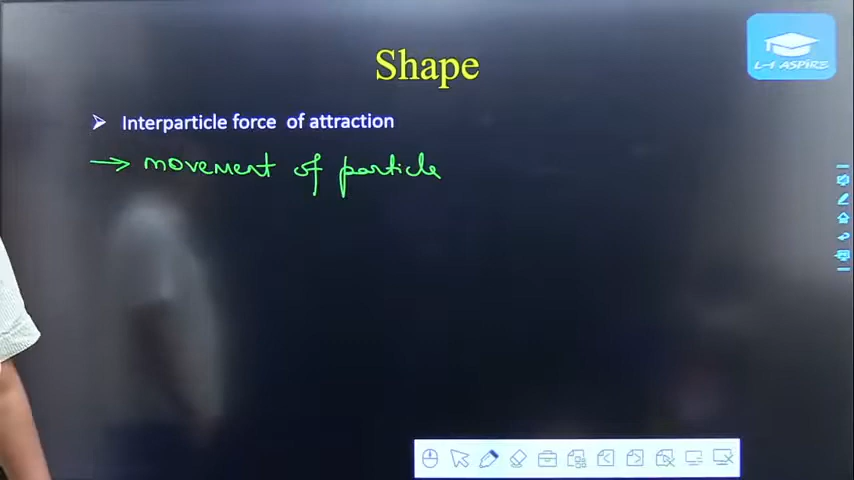 Shape
L-1 ASPIRE
➢ Interparticle force of attraction
→ movement of particle